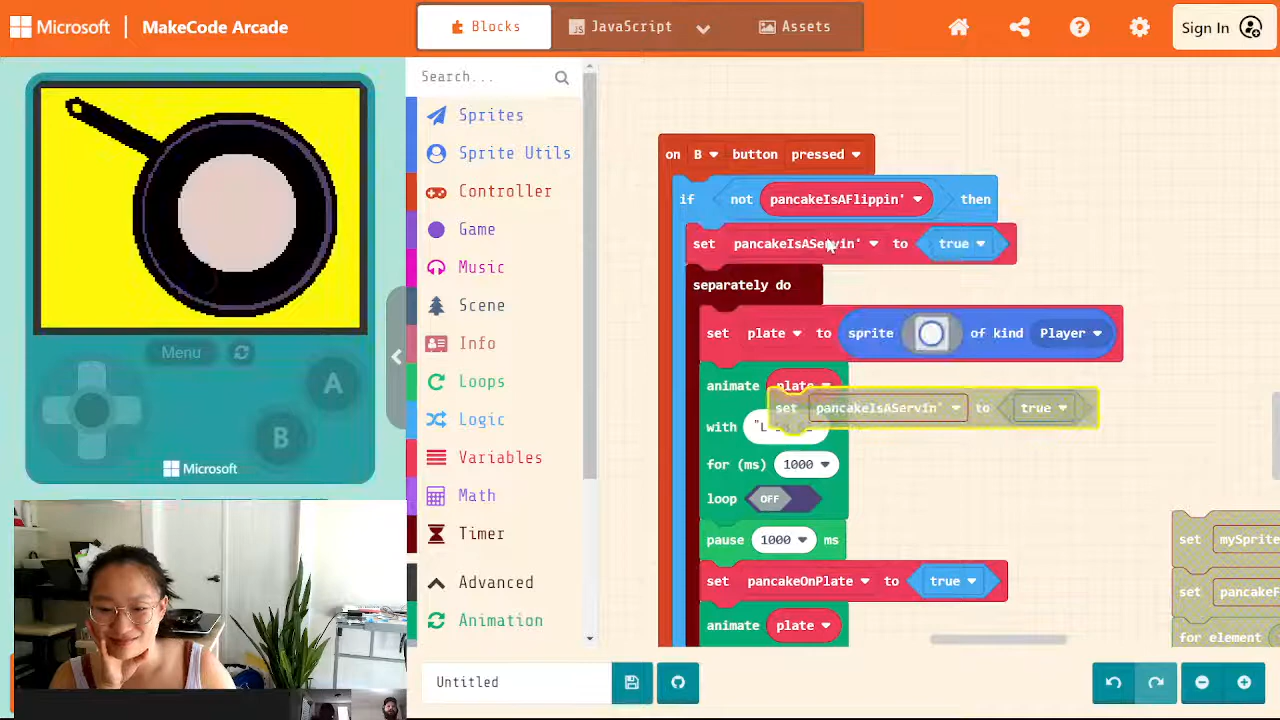 Microsoft | MakeCode Arcade
Blocks
JavaScript
Assets
Sign In
Search...
Sprites
Sprite Utils
Controller
Game
Music
Scene
Info
Loops
Logic
Variables
Math
Timer
Advanced
Animation
Menu
A
B
Microsoft
on B button pressed
if not pancakeIsAFlippin' then
set pancakeIsAServin' to true
separately do
set plate to sprite of kind Player
animate plate
set pancakeIsAServIn' to true
with
for (ms) 1000
loop OFF
pause 1000 ms
set pancakeOnPlate to true
animate plate
set mySprite
set
for element
Untitled